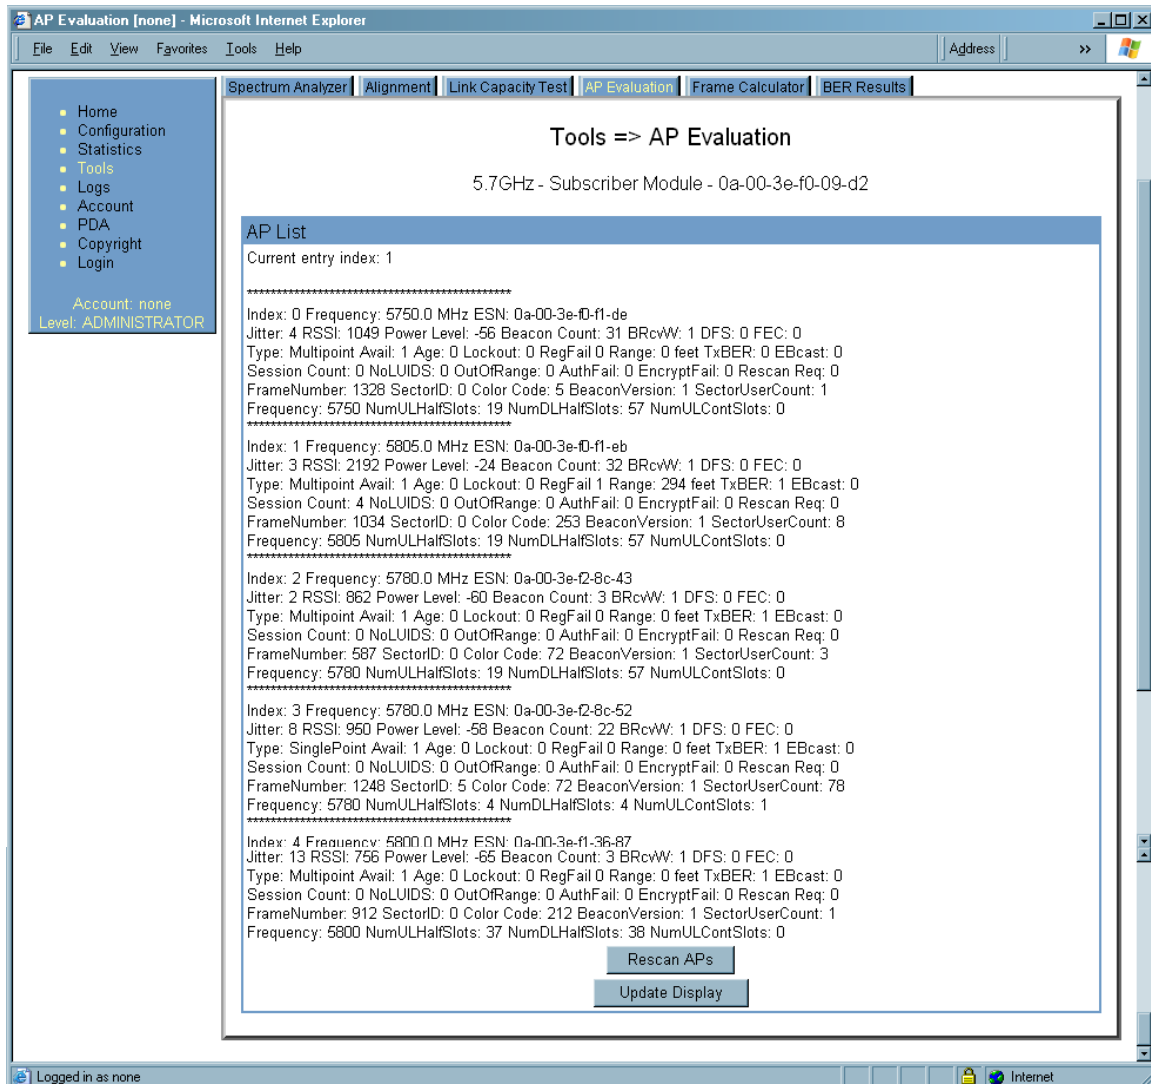 AP Evaluation [none] - Microsoft Internet Explorer
File Edit View Favorites Tools Help Address »
Home
Configuration
Statistics
Tools
Logs
Account
PDA
Copyright
Login
Account: none
Level: ADMINISTRATOR
Spectrum Analyzer Alignment Link Capacity Test AP Evaluation Frame Calculator BER Results
Tools => AP Evaluation
5.7GHz - Subscriber Module - 0a-00-3e-f0-09-d2
AP List
Current entry index: 1
********************************************
Index: 0 Frequency: 5750.0 MHz ESN: 0a-00-3e-f0-f1-de
Jitter: 4 RSSI: 1049 Power Level: -56 Beacon Count: 31 BRcvW: 1 DFS: 0 FEC: 0
Type: Multipoint Avail: 1 Age: 0 Lockout: 0 RegFail 0 Range: 0 feet TxBER: 0 EBcast: 0
Session Count: 0 NoLUIDS: 0 OutOfRange: 0 AuthFail: 0 EncryptFail: 0 Rescan Req: 0
FrameNumber: 1328 SectorID: 0 Color Code: 5 BeaconVersion: 1 SectorUserCount: 1
Frequency: 5750 NumULHalfSlots: 19 NumDLHalfSlots: 57 NumULContSlots: 0
********************************************
Index: 1 Frequency: 5805.0 MHz ESN: 0a-00-3e-f0-f1-eb
Jitter: 3 RSSI: 2192 Power Level: -24 Beacon Count: 32 BRcvW: 1 DFS: 0 FEC: 0
Type: Multipoint Avail: 1 Age: 0 Lockout: 0 RegFail 1 Range: 294 feet TxBER: 1 EBcast: 0
Session Count: 4 NoLUIDS: 0 OutOfRange: 0 AuthFail: 0 EncryptFail: 0 Rescan Req: 0
FrameNumber: 1034 SectorID: 0 Color Code: 253 BeaconVersion: 1 SectorUserCount: 8
Frequency: 5805 NumULHalfSlots: 19 NumDLHalfSlots: 57 NumULContSlots: 0
********************************************
Index: 2 Frequency: 5780.0 MHz ESN: 0a-00-3e-f2-8c-43
Jitter: 2 RSSI: 862 Power Level: -60 Beacon Count: 3 BRcvW: 1 DFS: 0 FEC: 0
Type: Multipoint Avail: 1 Age: 0 Lockout: 0 RegFail 0 Range: 0 feet TxBER: 1 EBcast: 0
Session Count: 0 NoLUIDS: 0 OutOfRange: 0 AuthFail: 0 EncryptFail: 0 Rescan Req: 0
FrameNumber: 587 SectorID: 0 Color Code: 72 BeaconVersion: 1 SectorUserCount: 3
Frequency: 5780 NumULHalfSlots: 19 NumDLHalfSlots: 57 NumULContSlots: 0
********************************************
Index: 3 Frequency: 5780.0 MHz ESN: 0a-00-3e-f2-8c-52
Jitter: 8 RSSI: 950 Power Level: -58 Beacon Count: 22 BRcvW: 1 DFS: 0 FEC: 0
Type: SinglePoint Avail: 1 Age: 0 Lockout: 0 RegFail 0 Range: 0 feet TxBER: 1 EBcast: 0
Session Count: 0 NoLUIDS: 0 OutOfRange: 0 AuthFail: 0 EncryptFail: 0 Rescan Req: 0
FrameNumber: 1248 SectorID: 5 Color Code: 72 BeaconVersion: 1 SectorUserCount: 78
Frequency: 5780 NumULHalfSlots: 4 NumDLHalfSlots: 4 NumULContSlots: 1
********************************************
Index: 4 Frequency: 5800.0 MHz ESN: 0a-00-3e-f1-36-87
Jitter: 13 RSSI: 756 Power Level: -65 Beacon Count: 3 BRcvW: 1 DFS: 0 FEC: 0
Type: Multipoint Avail: 1 Age: 0 Lockout: 0 RegFail 0 Range: 0 feet TxBER: 1 EBcast: 0
Session Count: 0 NoLUIDS: 0 OutOfRange: 0 AuthFail: 0 EncryptFail: 0 Rescan Req: 0
FrameNumber: 912 SectorID: 0 Color Code: 212 BeaconVersion: 1 SectorUserCount: 1
Frequency: 5800 NumULHalfSlots: 37 NumDLHalfSlots: 38 NumULContSlots: 0
Rescan APs
Update Display
Logged in as none Internet